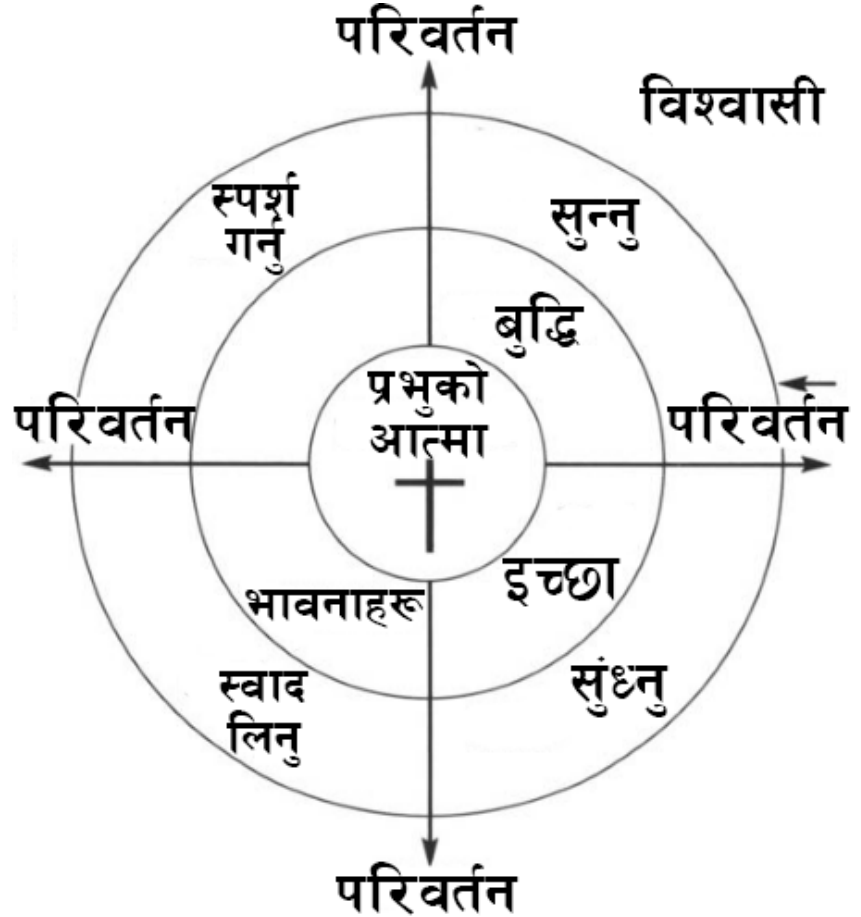 परिवर्तन
विश्वासी
स्पर्श
गर्नु
सुन्नु
बुद्धि
प्रभुको
आत्मा
परिवर्तन
परिवर्तन
इच्छा
भावनाहरू
स्वाद
लिनु
सुंध्नु
परिवर्तन